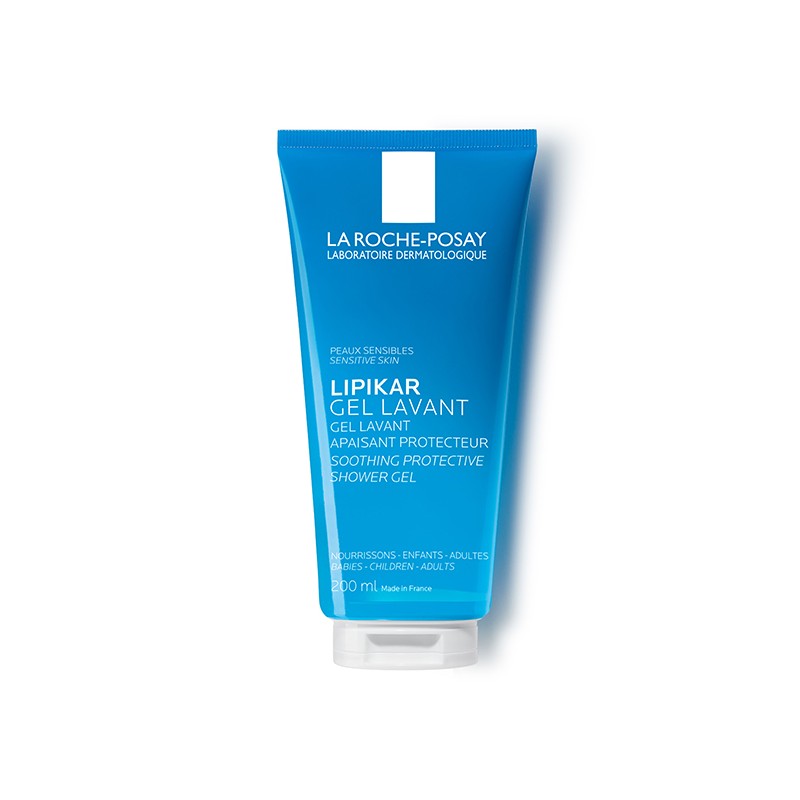 LA ROCHE-POSAY
LABORATOIRE DERMATOLOGIQUE
PEAUX SENSIBLES
SENSITIVE SKIN
LIPIKAR
GEL LAVANT
GEL LAVANT
APAISANT PROTECTEUR
SOOTHING PROTECTIVE
SHOWER GEL
NOURRISSONS - ENFANTS - ADULTES
BABIES - CHILDREN - ADULTS
200 ml Made in France